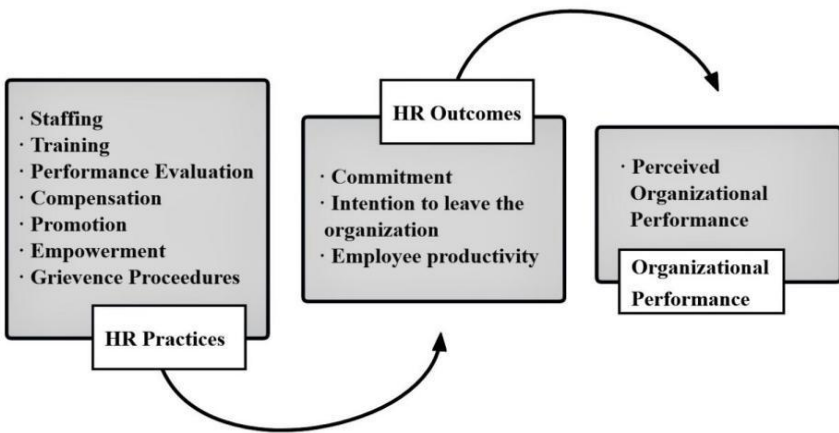 · Staffing
· Training
· Performance Evaluation
· Compensation
· Promotion
· Empowerment
· Grievence Proceedures
HR Practices
HR Outcomes
· Commitment
· Intention to leave the
organization
· Employee productivity
· Perceived
Organizational
Performance
Organizational
Performance